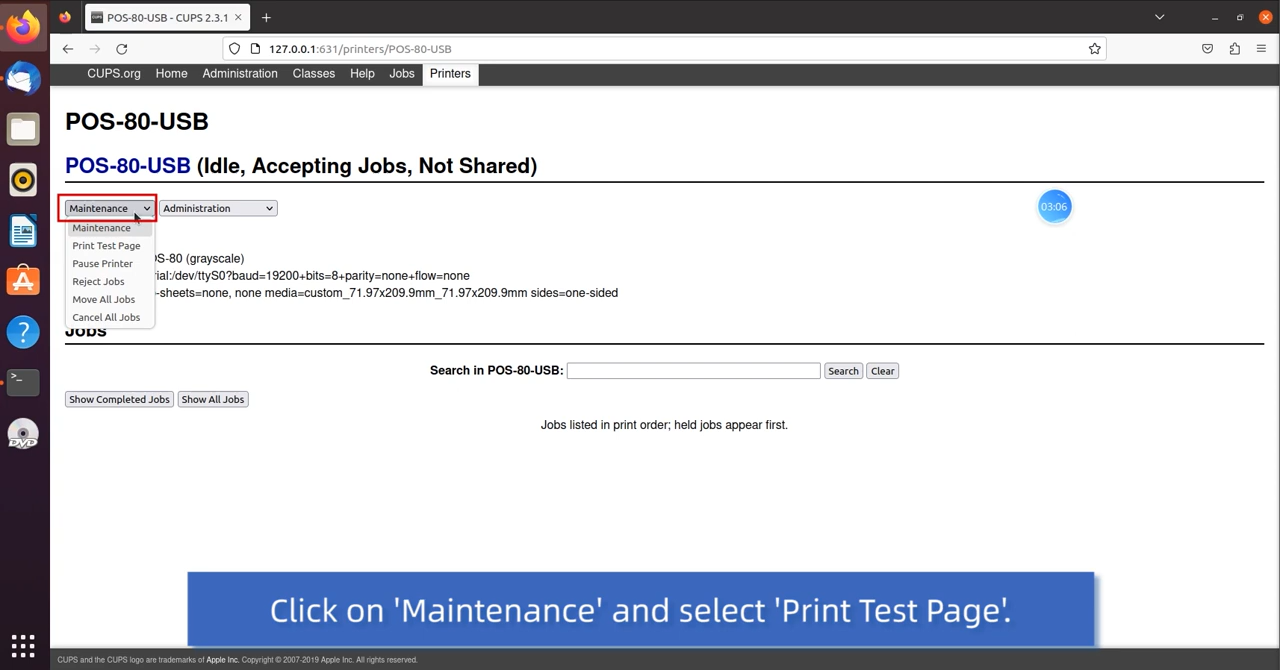 POS-80-USB - CUPS 2.3.1
127.0.0.1:631/printers/POS-80-USB
CUPS.org Home Administration Classes Help Jobs Printers
POS-80-USB
POS-80-USB (Idle, Accepting Jobs, Not Shared)
Maintenance Administration
03:06
Maintenance
Print Test Page
Pause Printer
Reject Jobs
Move All Jobs
Cancel All Jobs
S-80 (grayscale)
rial:/dev/ttyS0?baud=19200+bits=8+parity=none+flow=none
-sheets=none, none media=custom_71.97x209.9mm_71.97x209.9mm sides=one-sided
Jobs
Search in POS-80-USB: Search Clear
Show Completed Jobs Show All Jobs
Jobs listed in print order; held jobs appear first.
Click on 'Maintenance' and select 'Print Test Page'.
CUPS and the CUPS logo are trademarks of Apple Inc. Copyright © 2007-2019 Apple Inc. All rights reserved.
DVD